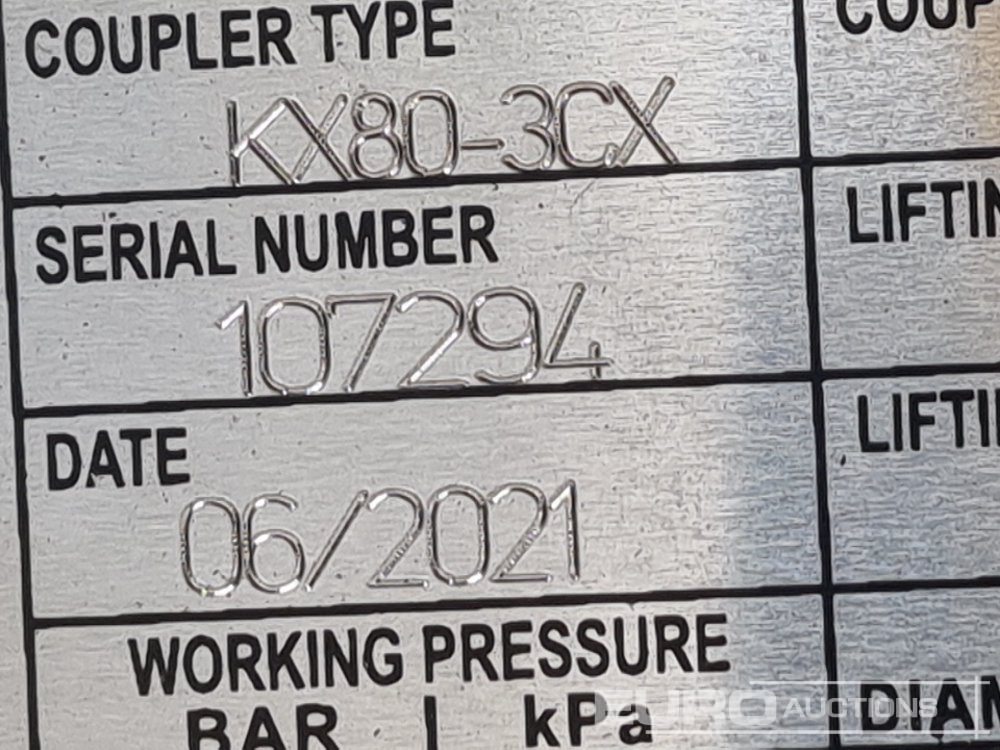 COUPLER TYPE
KX80-3CX
COUP
SERIAL NUMBER
107294
LIFTIN
DATE
06/2021
LIFTI
WORKING PRESSURE
BAR | kPa
DIAM
EURO AUCTIONS